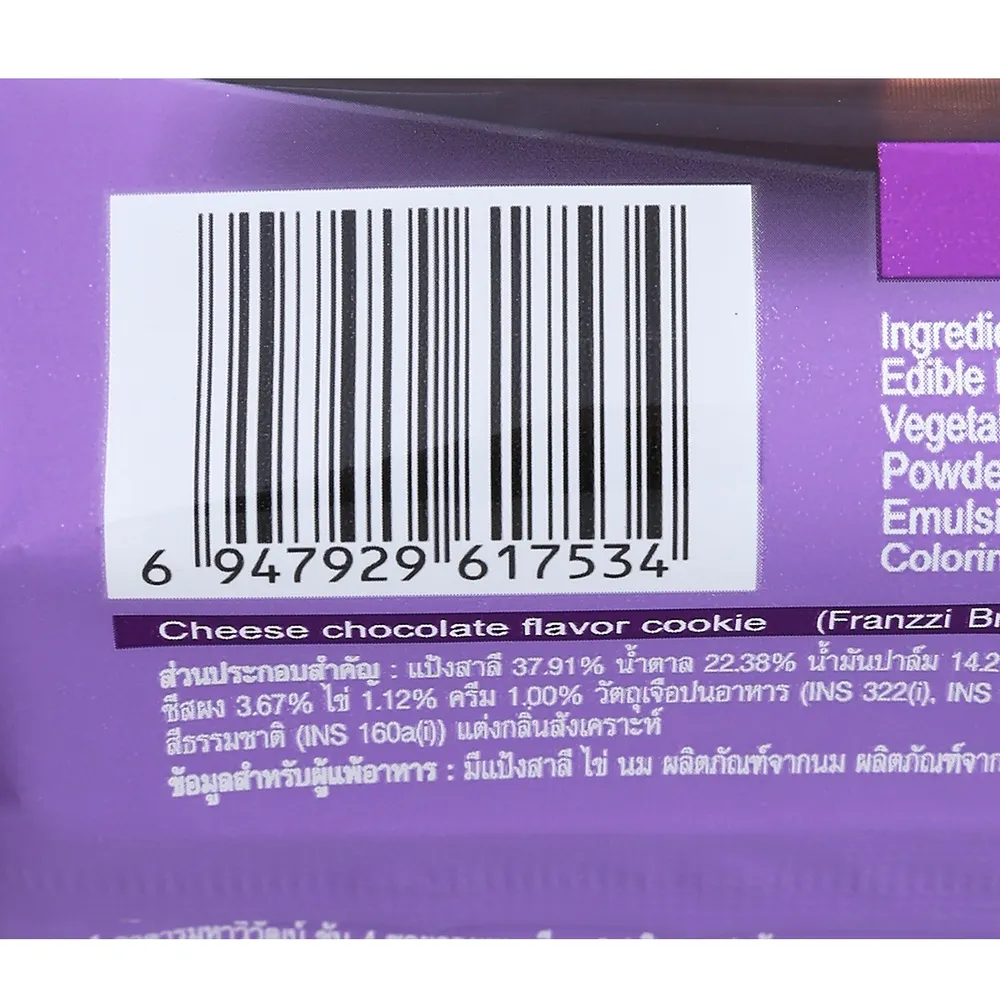 6 947929 617534
Ingredi
Edible
Vegeta
Powde
Emulsi
Colorin
Cheese chocolate flavor cookie (Franzzi Br
ส่วนประกอบสำคัญ : แป้งสาลี 37.91% น้ำตาล 22.38% น้ำมันปาล์ม 14.2
ชีสผง 3.67% ไข่ 1.12% ครีม 1.00% วัตถุเจือปนอาหาร (INS 322(i), INS
สีธรรมชาติ (INS 160a(i)) แต่งกลิ่นสังเคราะห์
ข้อมูลสำหรับผู้แพ้อาหาร : มีแป้งสาลี ไข่ นม ผลิตภัณฑ์จากนม ผลิตภัณฑ์จาก